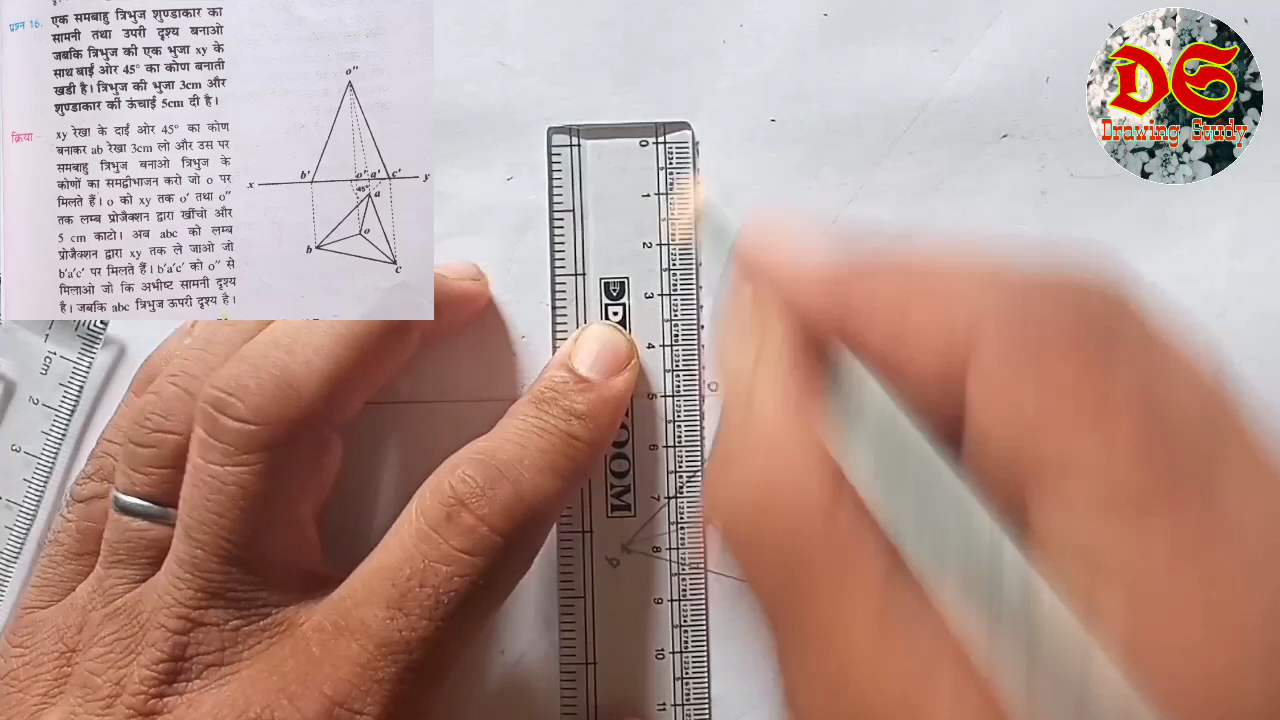 प्रश्न 16. एक समबाहु त्रिभुज शुण्डाकार का
सामनी तथा उपरी दृश्य बनाओ
जबकि त्रिभुज की एक भुजा xy के
साथ बाईं ओर 45° का कोण बनाती
खडी है। त्रिभुज की भुजा 3cm और
शुण्डाकार की ऊंचाई 5cm दी है।
क्रिया xy रेखा के दाईं ओर 45° का कोण
बनाकर ab रेखा 3cm लो और उस पर
समबाहु त्रिभुज बनाओ त्रिभुज के
कोणों का समद्वीभाजन करो जो o पर
मिलते हैं। o को xy तक o' तथा o"
तक लम्ब प्रोजैक्शन द्वारा खींचो और
5 cm काटो। अब abc को लम्ब
प्रोजैक्शन द्वारा xy तक ले जाओ जो
b'a'c' पर मिलते हैं। b'a'c' को o" से
मिलाओ जो कि अभीष्ट सामनी दृश्य
है। जबकि abc त्रिभुज ऊपरी दृश्य है।
o"
x b' o" a' c' y
45°
a
b o
c
DS
Drawing Study
0
1
2
3
4
5
6
7
8
9
10
11
OOM
O
b
1cm
2
3